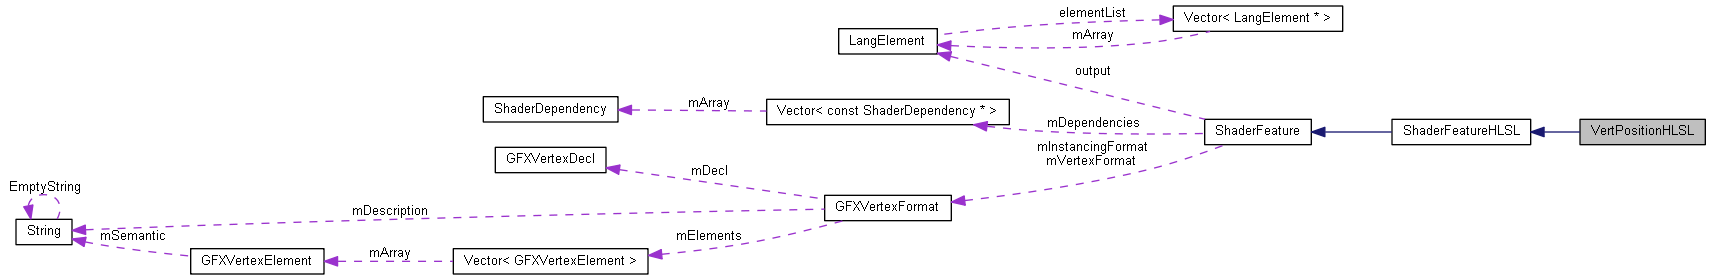 elementList
Vector< LangElement * >
mArray
LangElement
output
ShaderDependency
mArray
Vector< const ShaderDependency * >
mDependencies
ShaderFeature
ShaderFeatureHLSL
VertPositionHLSL
mInstancingFormat
mVertexFormat
GFXVertexDecl
mDecl
EmptyString
String
mDescription
GFXVertexFormat
mSemantic
mElements
GFXVertexElement
mArray
Vector< GFXVertexElement >